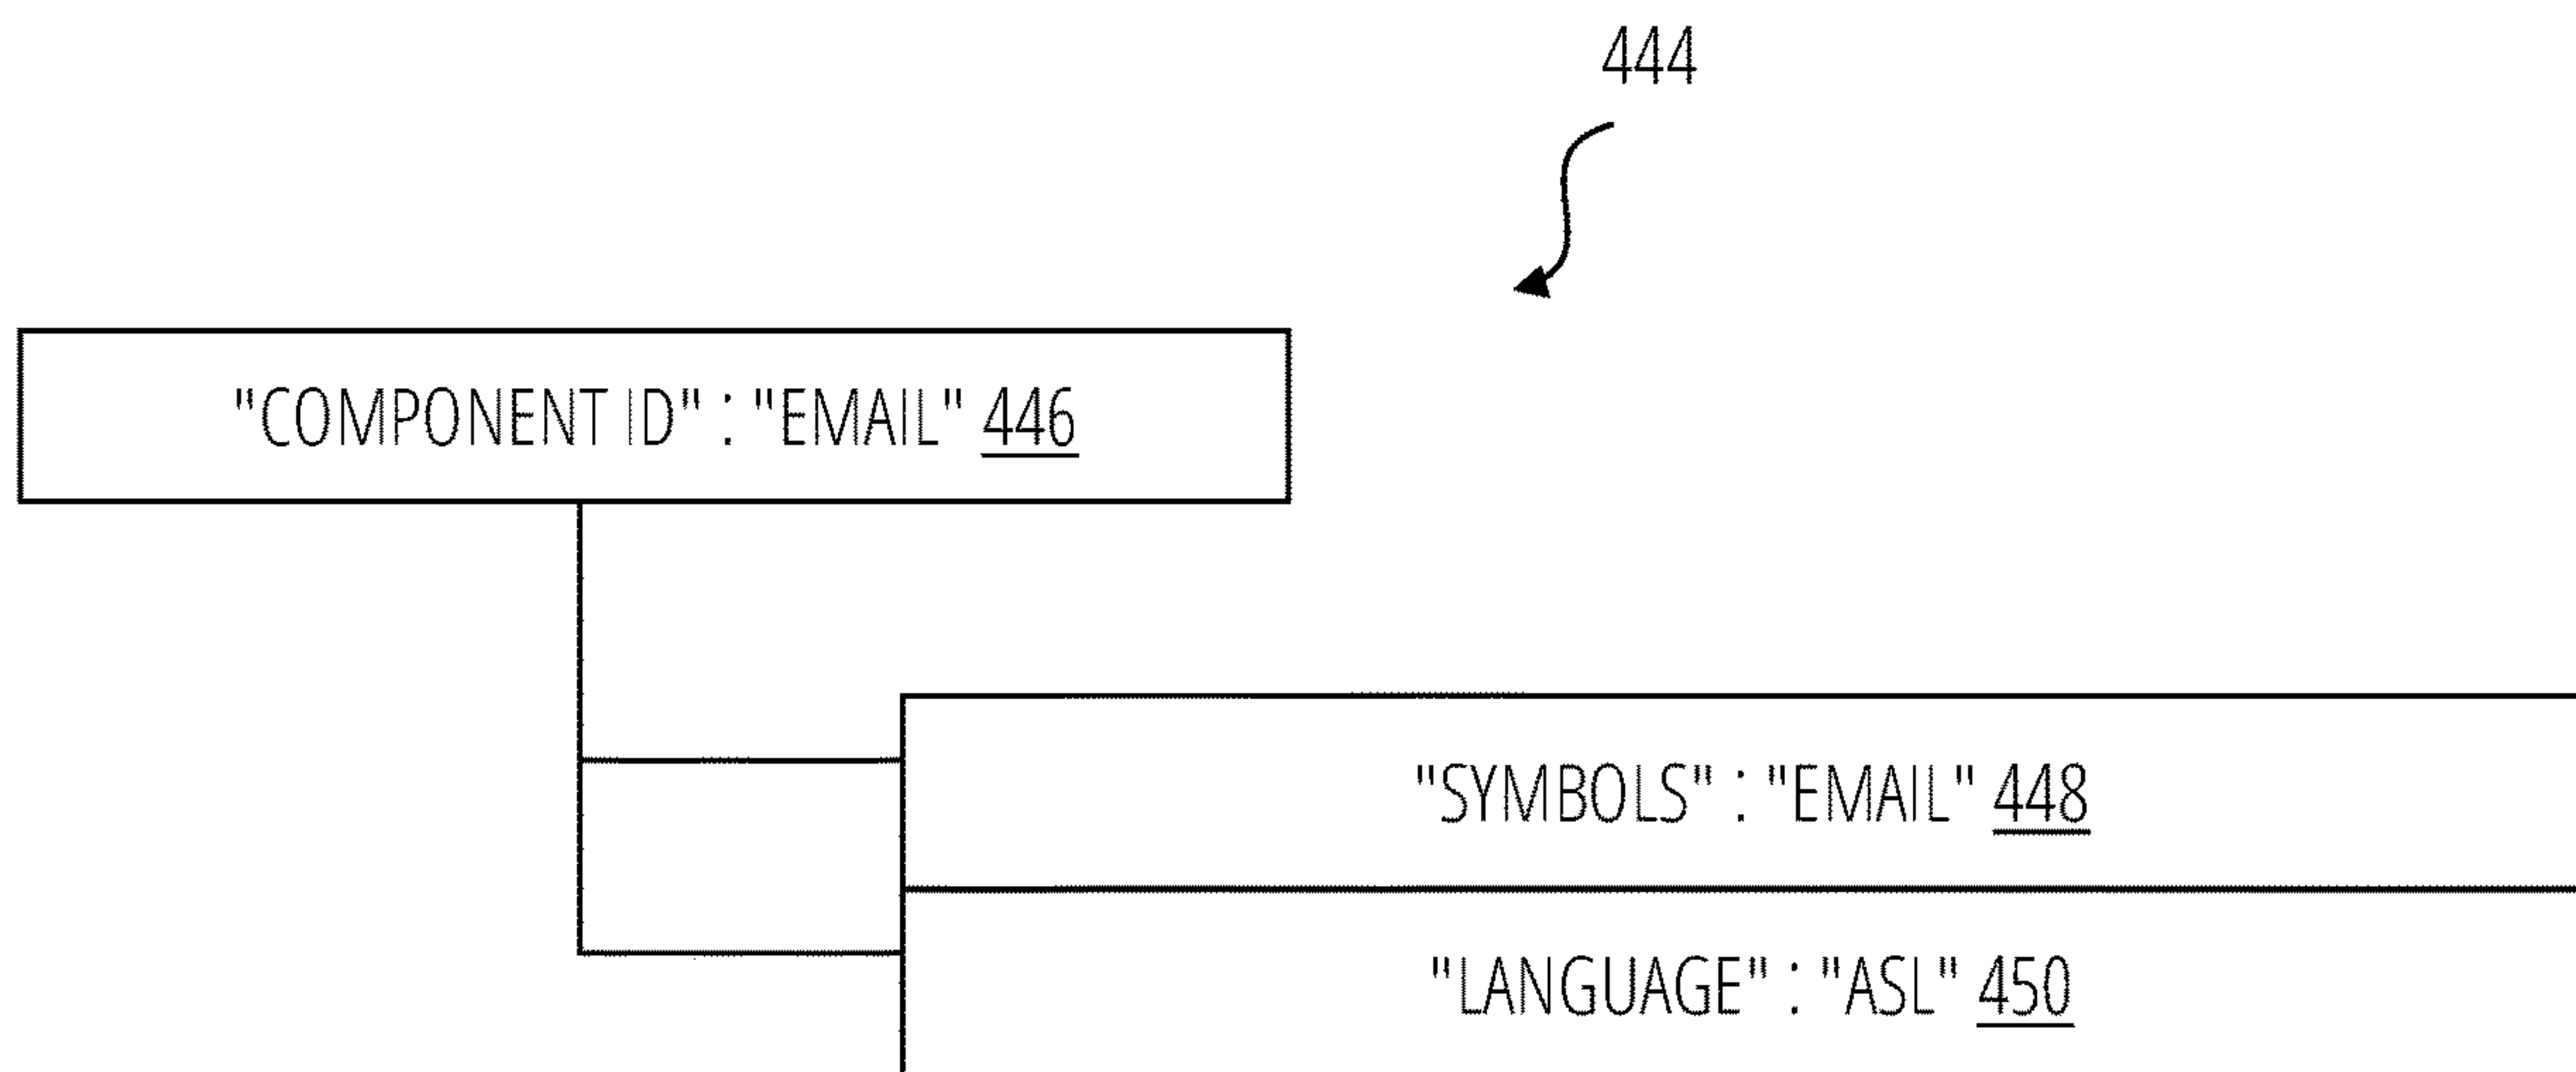 444
"COMPONENT ID" : "EMAIL" 446
"SYMBOLS" : "EMAIL" 448
"LANGUAGE" : "ASL" 450